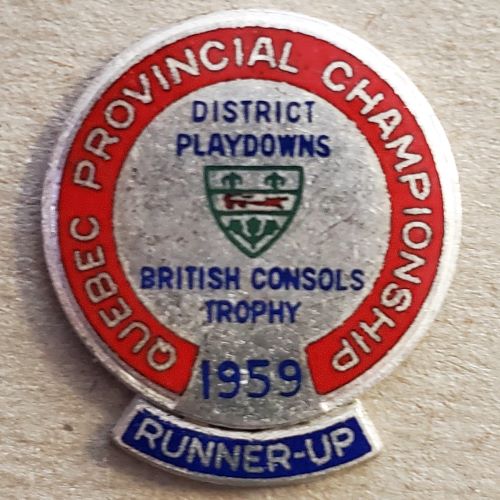 QUEBEC PROVINCIAL CHAMPIONSHIP
DISTRICT
PLAYDOWNS
BRITISH CONSOLS
TROPHY
1959
RUNNER-UP